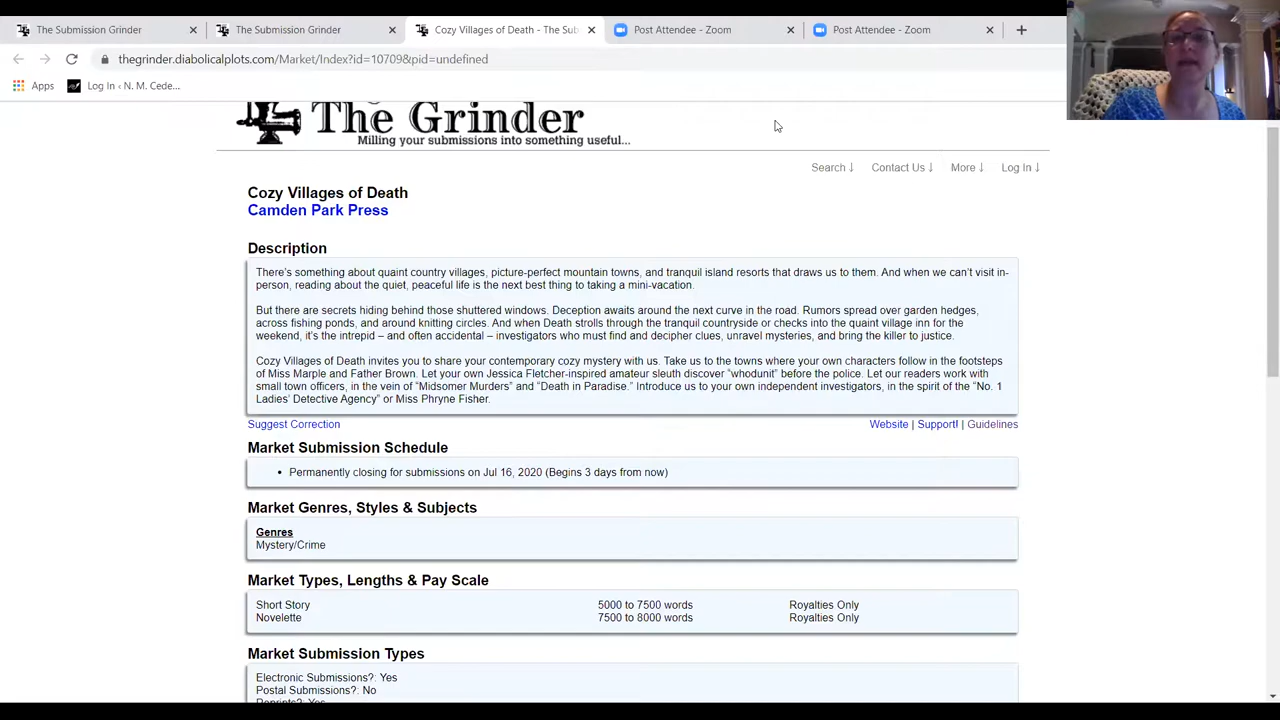 The Submission Grinder
The Submission Grinder
Cozy Villages of Death - The Sub
Post Attendee - Zoom
Post Attendee - Zoom
thegrinder.diabolicalplots.com/Market/Index?id=10709&pid=undefined
Apps
Log In ‹ N. M. Cede...
The Grinder
Milling your submissions into something useful...
Search ↓ Contact Us ↓ More ↓ Log In ↓
Cozy Villages of Death
Camden Park Press
Description
There's something about quaint country villages, picture-perfect mountain towns, and tranquil island resorts that draws us to them. And when we can't visit in-
person, reading about the quiet, peaceful life is the next best thing to taking a mini-vacation.
But there are secrets hiding behind those shuttered windows. Deception awaits around the next curve in the road. Rumors spread over garden hedges,
across fishing ponds, and around knitting circles. And when Death strolls through the tranquil countryside or checks into the quaint village inn for the
weekend, it's the intrepid – and often accidental – investigators who must find and decipher clues, unravel mysteries, and bring the killer to justice.
Cozy Villages of Death invites you to share your contemporary cozy mystery with us. Take us to the towns where your own characters follow in the footsteps
of Miss Marple and Father Brown. Let your own Jessica Fletcher-inspired amateur sleuth discover "whodunit" before the police. Let our readers work with
small town officers, in the vein of "Midsomer Murders" and "Death in Paradise." Introduce us to your own independent investigators, in the spirit of the "No. 1
Ladies' Detective Agency" or Miss Phryne Fisher.
Suggest Correction
Website | Support! | Guidelines
Market Submission Schedule
• Permanently closing for submissions on Jul 16, 2020 (Begins 3 days from now)
Market Genres, Styles & Subjects
Genres
Mystery/Crime
Market Types, Lengths & Pay Scale
Short Story 5000 to 7500 words Royalties Only
Novelette 7500 to 8000 words Royalties Only
Market Submission Types
Electronic Submissions?: Yes
Postal Submissions?: No
Reprints?: Yes